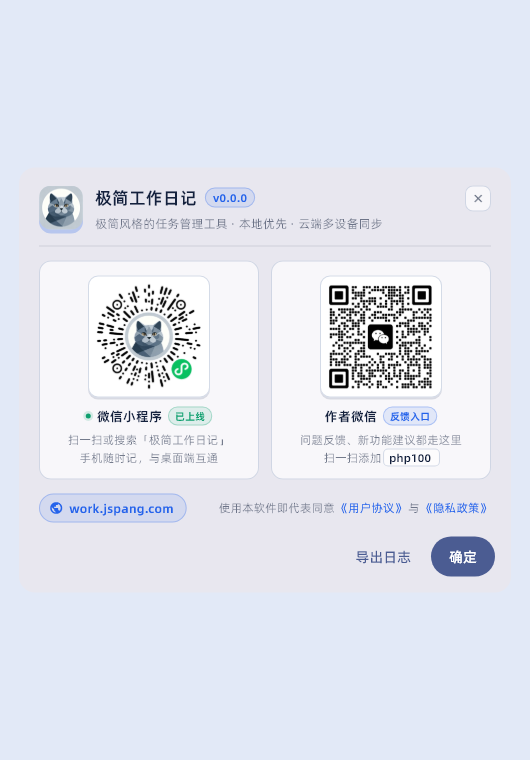 极简工作日记 v0.0.0
极简风格的任务管理工具 · 本地优先 · 云端多设备同步
微信小程序 已上线
扫一扫或搜索「极简工作日记」
手机随时记，与桌面端互通
作者微信 反馈入口
问题反馈、新功能建议都走这里
扫一扫添加 php100
work.jspang.com
使用本软件即代表同意《用户协议》与《隐私政策》
导出日志
确定